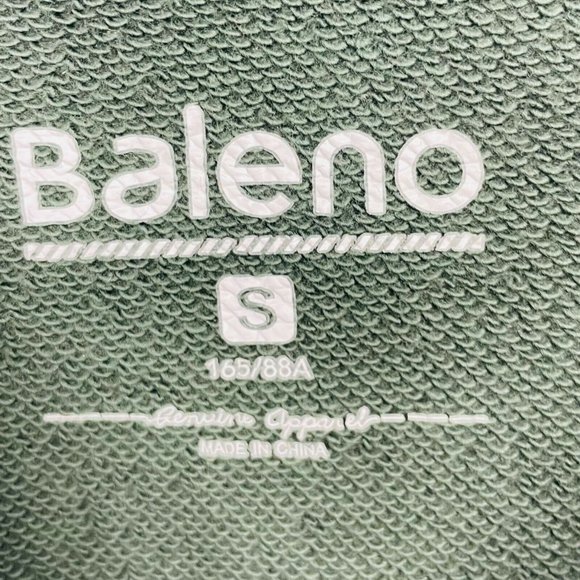 Baleno
S
165/88A
Genuine Apparel
MADE IN CHINA